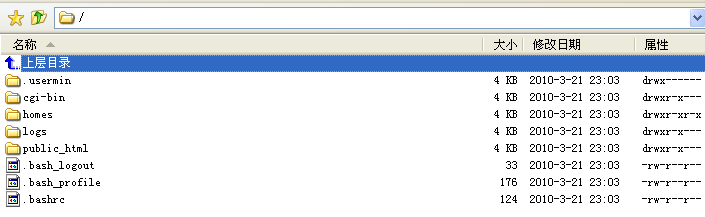 /
名称 大小 修改日期 属性
上层目录
.usermin 4 KB 2010-3-21 23:03 drwx------
cgi-bin 4 KB 2010-3-21 23:03 drwxr-x---
homes 4 KB 2010-3-21 23:03 drwxr-xr-x
logs 4 KB 2010-3-21 23:03 drwxr-x---
public_html 4 KB 2010-3-21 23:03 drwxr-x---
.bash_logout 33 2010-3-21 23:03 -rw-r--r--
.bash_profile 176 2010-3-21 23:03 -rw-r--r--
.bashrc 124 2010-3-21 23:03 -rw-r--r--